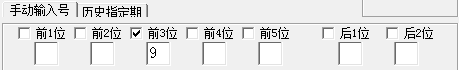 手动输入号 历史指定期
前1位 前2位 前3位 前4位 前5位 后1位 后2位
9